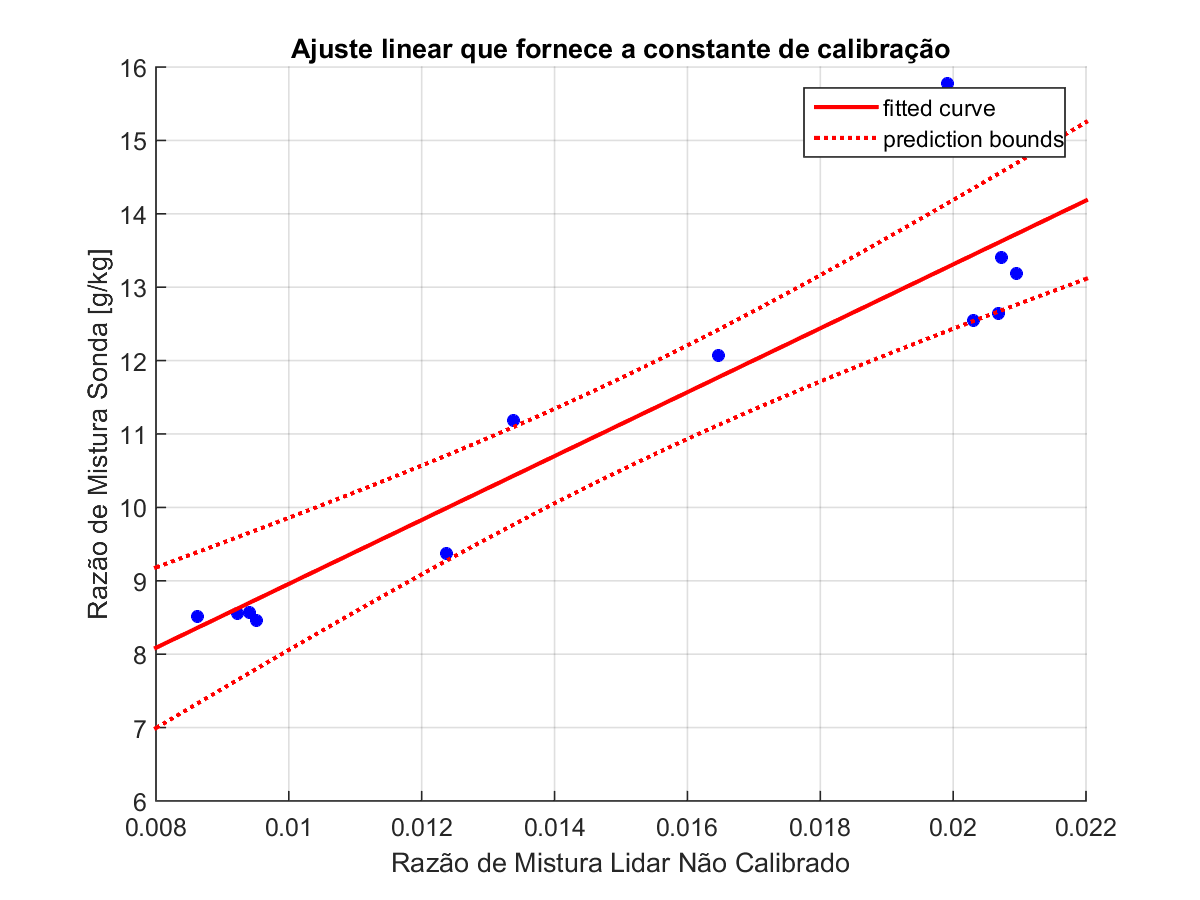 Ajuste linear que fornece a constante de calibração
fitted curve
prediction bounds
16
15
14
13
12
11
10
9
8
7
6
Razão de Mistura Sonda [g/kg]
0.008 0.01 0.012 0.014 0.016 0.018 0.02 0.022
Razão de Mistura Lidar Não Calibrado